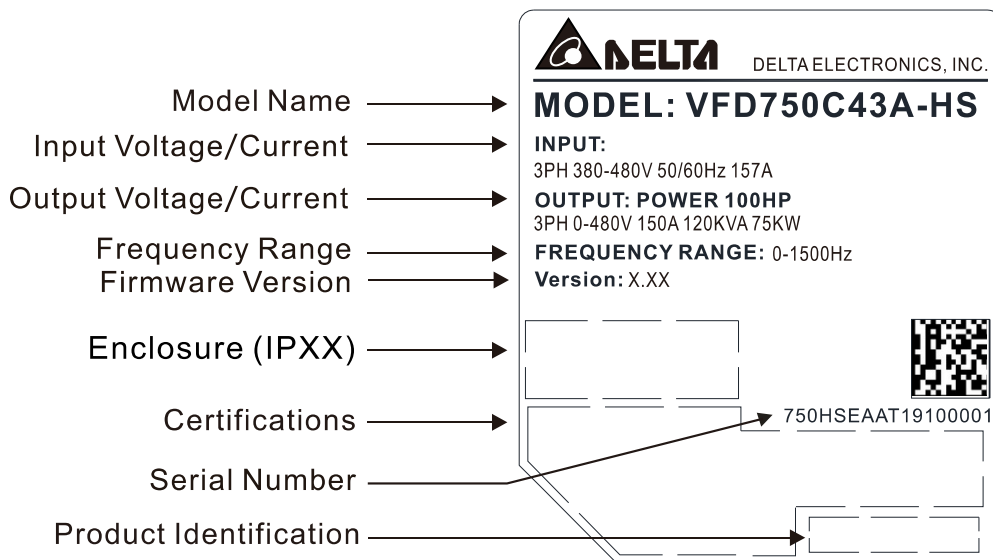 DELTA
DELTA ELECTRONICS, INC.
Model Name
MODEL: VFD750C43A-HS
Input Voltage/Current
INPUT:
3PH 380-480V 50/60Hz 157A
Output Voltage/Current
OUTPUT: POWER 100HP
3PH 0-480V 150A 120KVA 75KW
Frequency Range
FREQUENCY RANGE: 0-1500Hz
Firmware Version
Version: X.XX
Enclosure (IPXX)
Certifications
750HSEAAT19100001
Serial Number
Product Identification